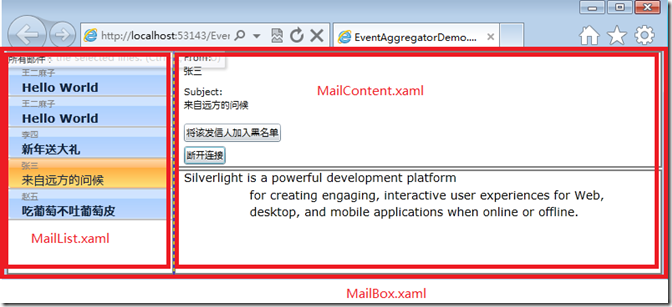 http://localhost:53143/Even
EventAggregatorDemo....
所有邮件：
the selected lines. (Ctrl
王二麻子
Hello World
王二麻子
Hello World
李四
新年送大礼
张三
来自远方的问候
赵五
吃葡萄不吐葡萄皮
MailList.xaml
From:
张三
Subject:
来自远方的问候
MailContent.xaml
将该发信人加入黑名单
断开连接
Silverlight is a powerful development platform
for creating engaging, interactive user experiences for Web,
desktop, and mobile applications when online or offline.
MailBox.xaml